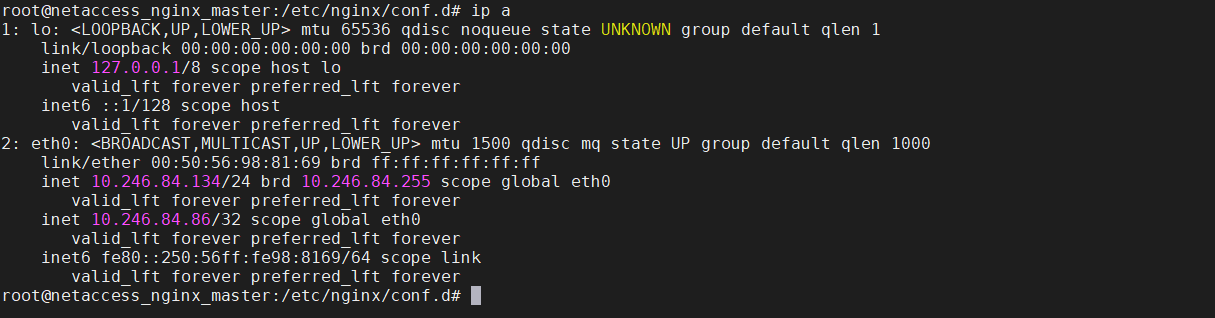 root@netaccess_nginx_master:/etc/nginx/conf.d# ip a
1: lo: <LOOPBACK,UP,LOWER_UP> mtu 65536 qdisc noqueue state UNKNOWN group default qlen 1
    link/loopback 00:00:00:00:00:00 brd 00:00:00:00:00:00
    inet 127.0.0.1/8 scope host lo
       valid_lft forever preferred_lft forever
    inet6 ::1/128 scope host
       valid_lft forever preferred_lft forever
2: eth0: <BROADCAST,MULTICAST,UP,LOWER_UP> mtu 1500 qdisc mq state UP group default qlen 1000
    link/ether 00:50:56:98:81:69 brd ff:ff:ff:ff:ff:ff
    inet 10.246.84.134/24 brd 10.246.84.255 scope global eth0
       valid_lft forever preferred_lft forever
    inet 10.246.84.86/32 scope global eth0
       valid_lft forever preferred_lft forever
    inet6 fe80::250:56ff:fe98:8169/64 scope link
       valid_lft forever preferred_lft forever
root@netaccess_nginx_master:/etc/nginx/conf.d#